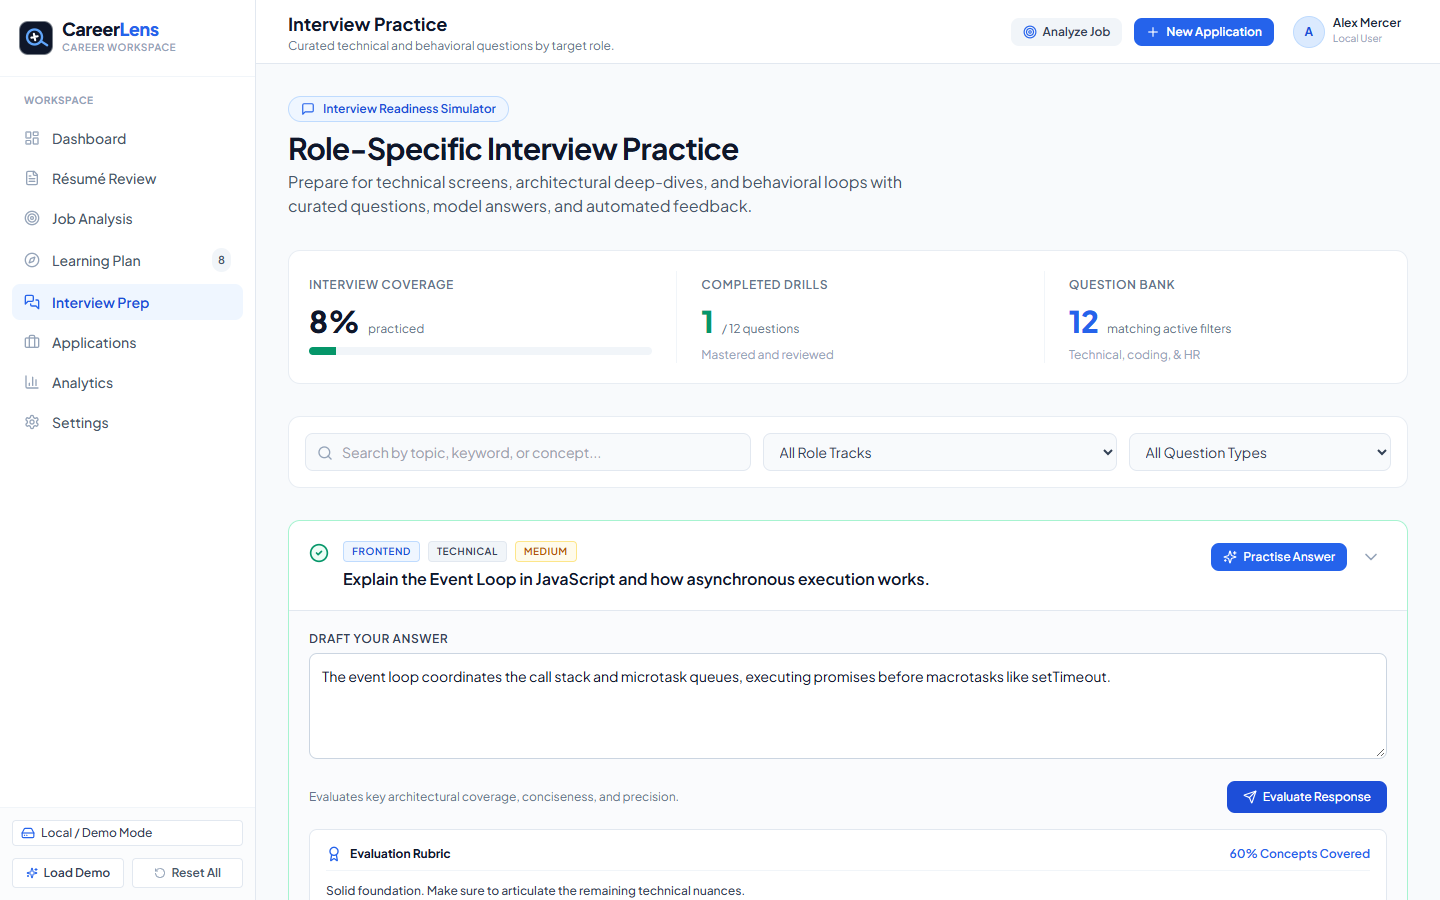 CareerLens
CAREER WORKSPACE
WORKSPACE
Dashboard
Résumé Review
Job Analysis
Learning Plan
8
Interview Prep
Applications
Analytics
Settings
Local / Demo Mode
Load Demo
Reset All
Interview Practice
Curated technical and behavioral questions by target role.
Analyze Job
New Application
A
Alex Mercer
Local User
Interview Readiness Simulator
Role-Specific Interview Practice
Prepare for technical screens, architectural deep-dives, and behavioral loops with
curated questions, model answers, and automated feedback.
INTERVIEW COVERAGE
8% practiced
COMPLETED DRILLS
1 / 12 questions
Mastered and reviewed
QUESTION BANK
12 matching active filters
Technical, coding, & HR
Search by topic, keyword, or concept...
All Role Tracks
All Question Types
FRONTEND
TECHNICAL
MEDIUM
Explain the Event Loop in JavaScript and how asynchronous execution works.
Practise Answer
DRAFT YOUR ANSWER
The event loop coordinates the call stack and microtask queues, executing promises before macrotasks like setTimeout.
Evaluates key architectural coverage, conciseness, and precision.
Evaluate Response
Evaluation Rubric
60% Concepts Covered
Solid foundation. Make sure to articulate the remaining technical nuances.